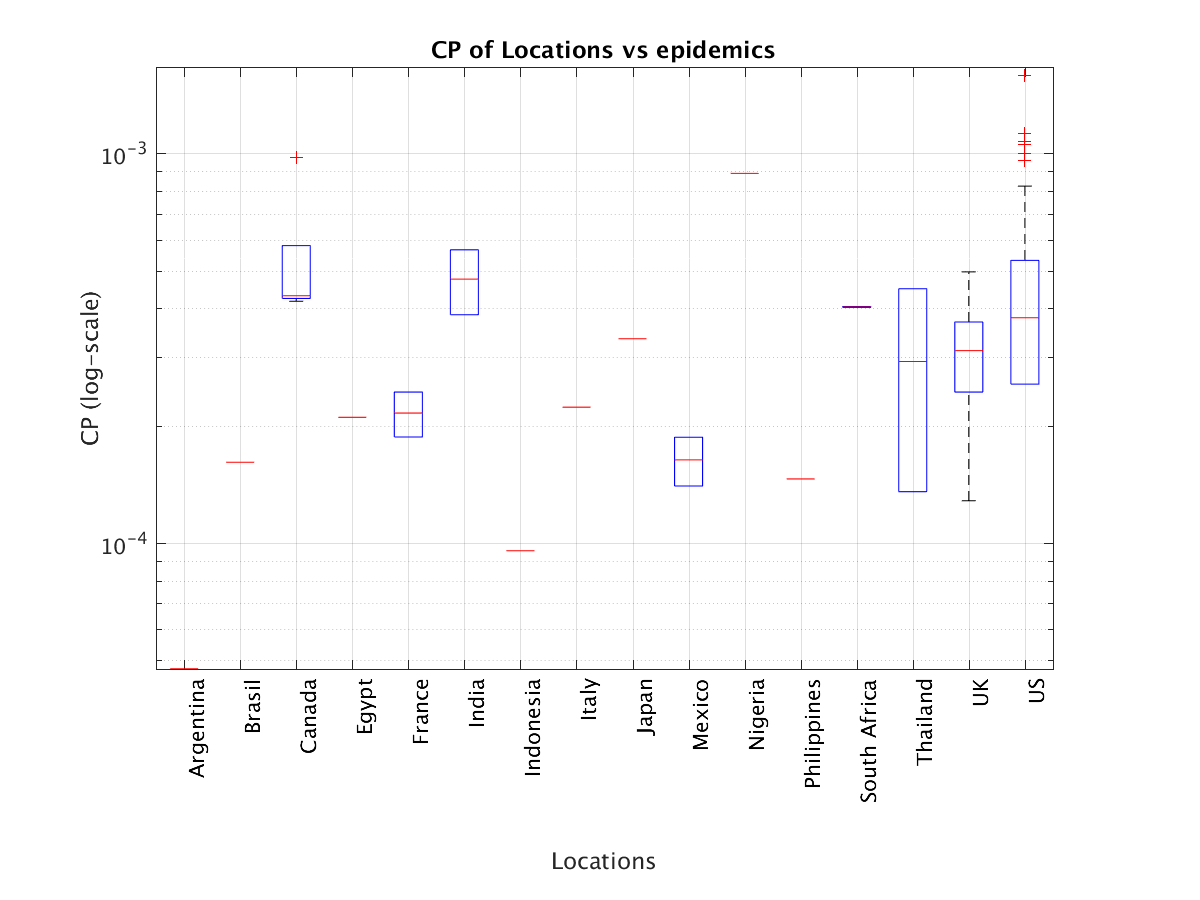 CP of Locations vs epidemics
CP (log-scale)
10⁻³
10⁻⁴
Argentina
Brasil
Canada
Egypt
France
India
Indonesia
Italy
Japan
Mexico
Nigeria
Philippines
South Africa
Thailand
UK
US
Locations